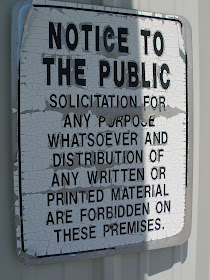 NOTICE TO
THE PUBLIC
SOLICITATION FOR
ANY PURPOSE
WHATSOEVER AND
DISTRIBUTION OF
ANY WRITTEN OR
PRINTED MATERIAL
ARE FORBIDDEN ON
THESE PREMISES.